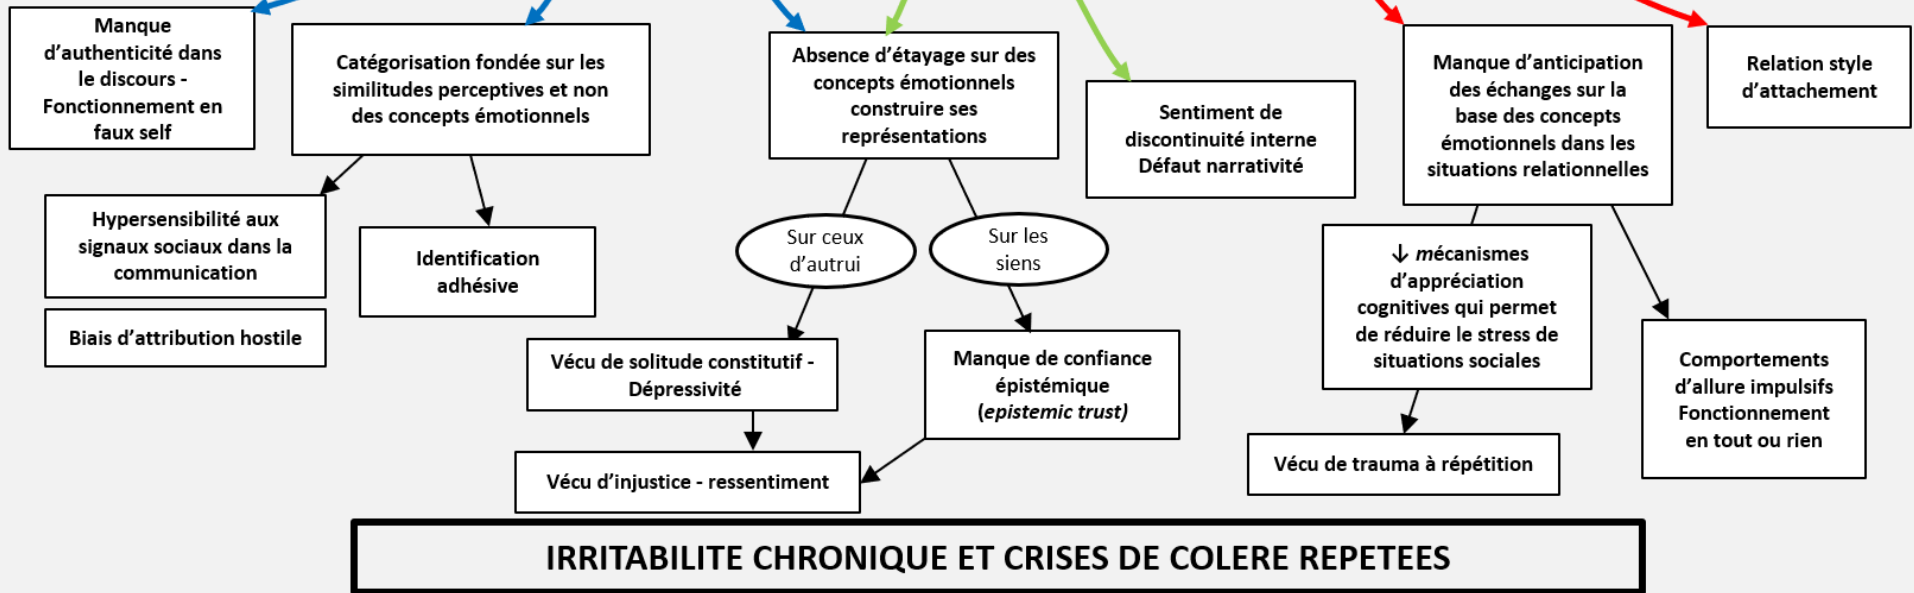 Manque
d’authenticité dans
le discours -
Fonctionnement en
faux self
Catégorisation fondée sur les
similitudes perceptives et non
des concepts émotionnels
Absence d’étayage sur des
concepts émotionnels
construire ses
représentations
Sentiment de
discontinuité interne
Défaut narrativité
Manque d’anticipation
des échanges sur la
base des concepts
émotionnels dans les
situations relationnelles
Relation style
d’attachement
Hypersensibilité aux
signaux sociaux dans la
communication
Biais d’attribution hostile
Identification
adhésive
Sur ceux
d’autrui
Sur les
siens
↓ mécanismes
d’appréciation
cognitives qui permet
de réduire le stress de
situations sociales
Vécu de solitude constitutif -
Dépressivité
Manque de confiance
épistémique
(epistemic trust)
Comportements
d’allure impulsifs
Fonctionnement
en tout ou rien
Vécu d’injustice - ressentiment
Vécu de trauma à répétition
IRRITABILITE CHRONIQUE ET CRISES DE COLERE REPETEES